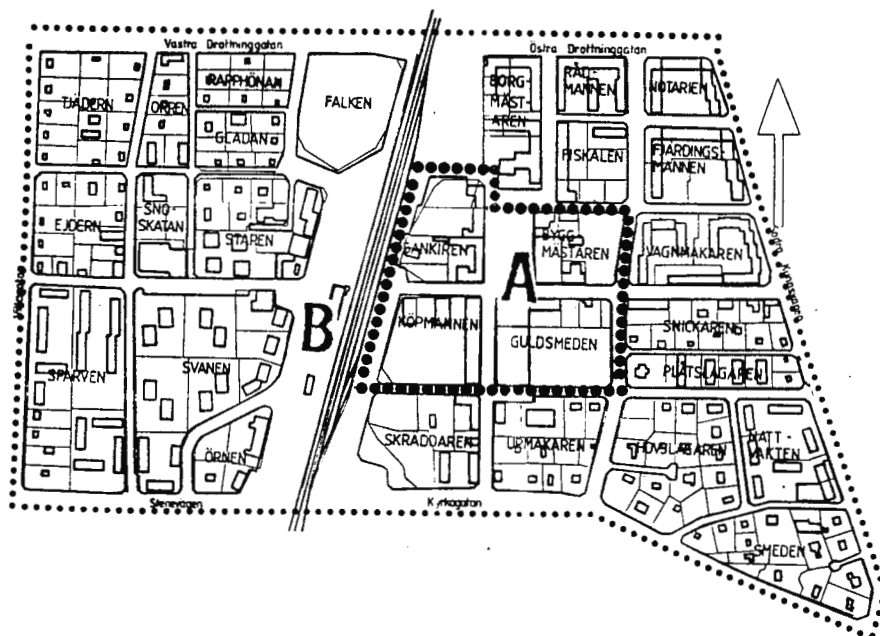 Västra Drottninggatan
Östra Drottninggatan
TJÄDERN
ORREN
RAPPHÖNAN
GLADAN
FALKEN
BORG-
MÄST-
AREN
RÅD-
MANNEN
NOTARIEN
FISKALEN
FJÄRDINGS-
MANNEN
EJDERN
SNÖ
SKATAN
STAREN
BANKIREN
A
BYGG
MÄSTAREN
VAGNMAKAREN
B
KÖPMANNEN
GULDSMEDEN
SNICKAREN
PLÅTSLAGAREN
SPARVEN
SVANEN
ÖRNEN
SKRÄDDAREN
URMAKAREN
HOVSLAGAREN
NATT-
VAKTEN
SMEDEN
Stenevägen
Kyrkogatan